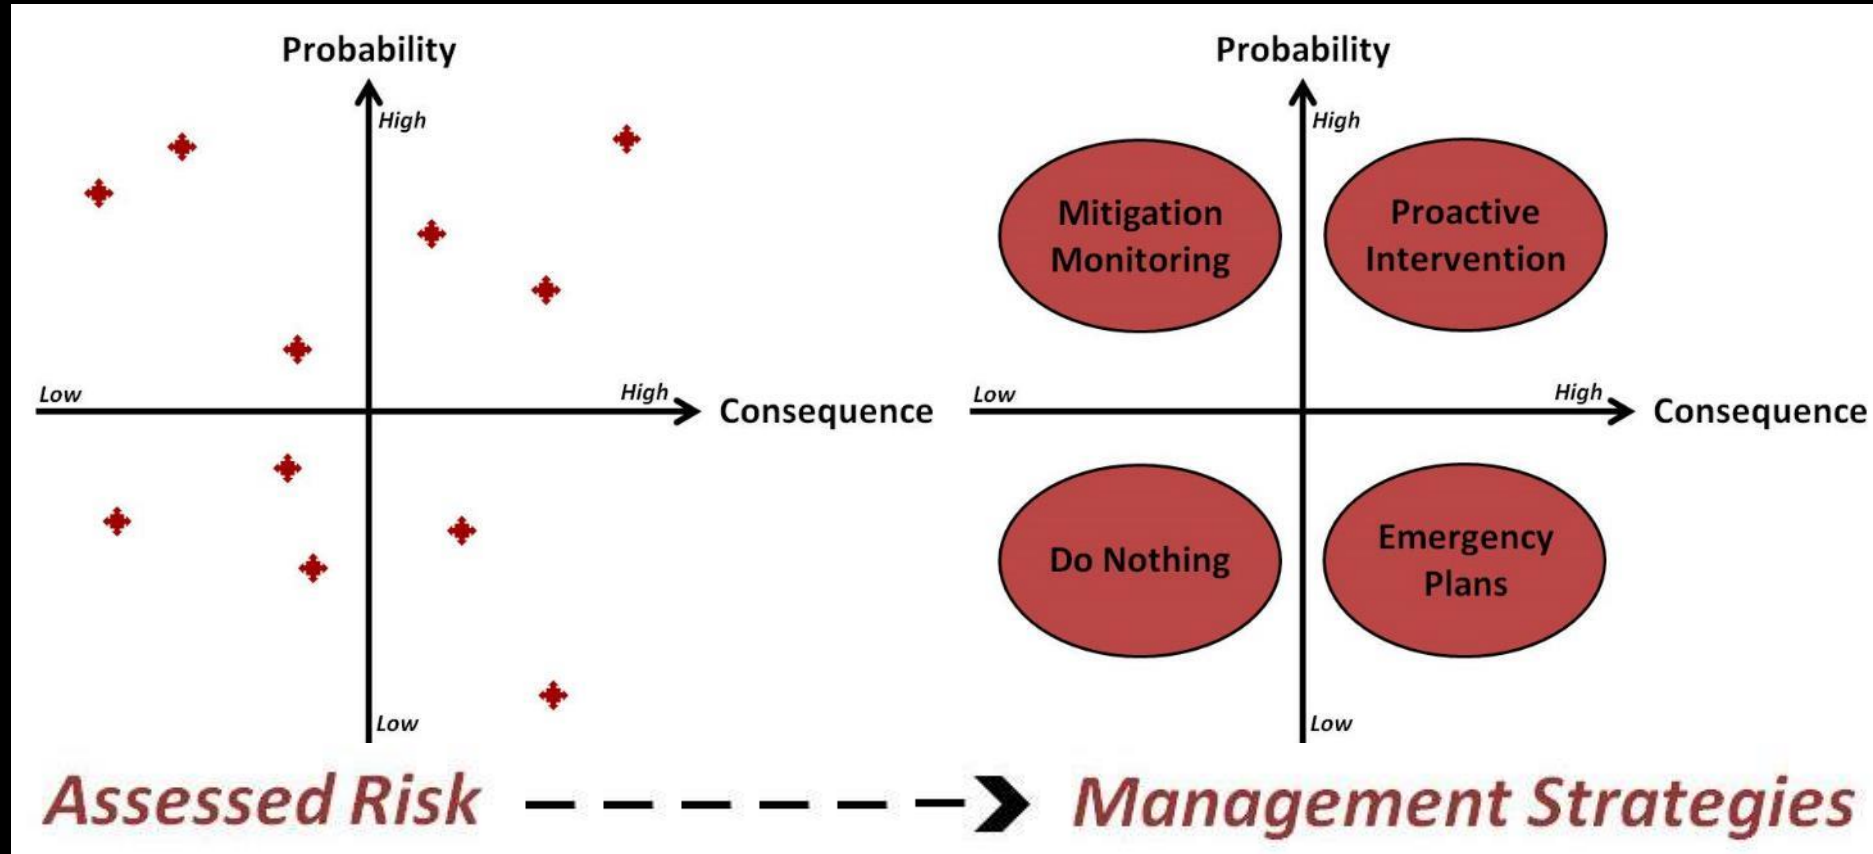 Probability
High
Low
High
Consequence
Low
Probability
High
Mitigation
Monitoring
Proactive
Intervention
Low
High
Consequence
Do Nothing
Emergency
Plans
Low
Assessed Risk
Management Strategies